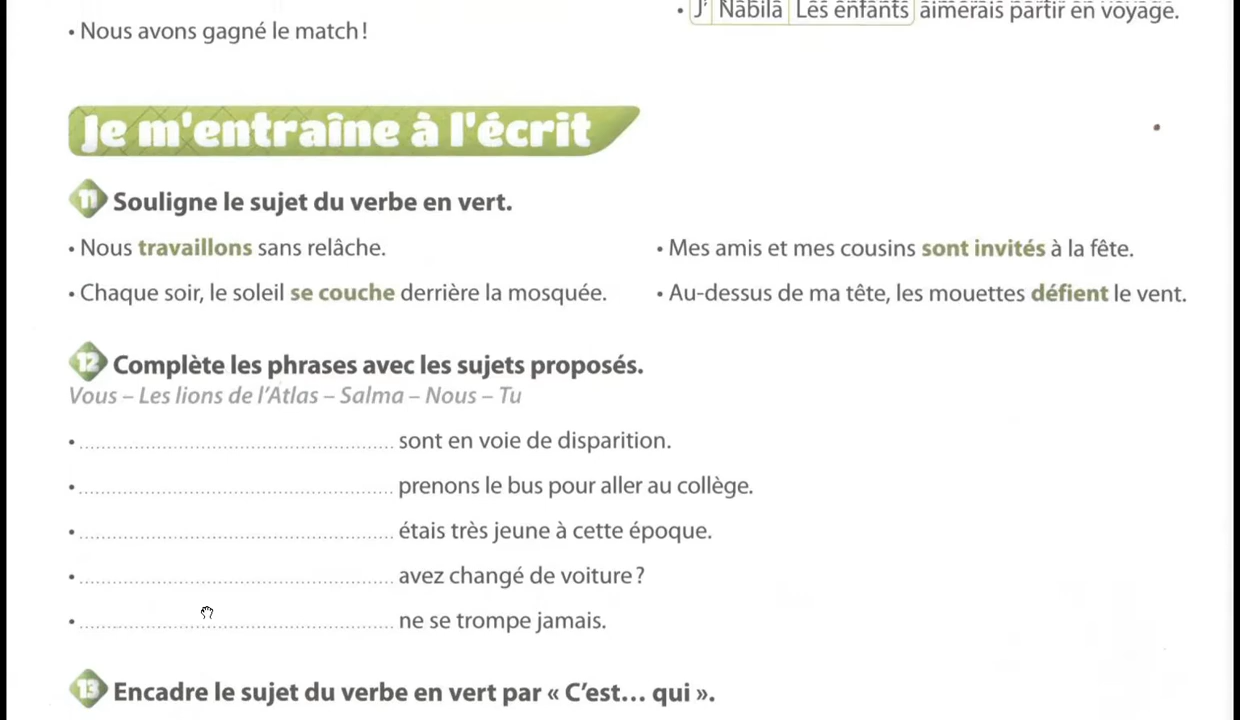 • Nous avons gagné le match !
• J' Nabila Les enfants aimerais partir en voyage.
Je m'entraîne à l'écrit
11 Souligne le sujet du verbe en vert.
• Nous travaillons sans relâche.
• Mes amis et mes cousins sont invités à la fête.
• Chaque soir, le soleil se couche derrière la mosquée.
• Au-dessus de ma tête, les mouettes défient le vent.
12 Complète les phrases avec les sujets proposés.
Vous – Les lions de l'Atlas – Salma – Nous – Tu
• .................................................... sont en voie de disparition.
• .................................................... prenons le bus pour aller au collège.
• .................................................... étais très jeune à cette époque.
• .................................................... avez changé de voiture ?
• .................................................... ne se trompe jamais.
13 Encadre le sujet du verbe en vert par « C'est... qui ».